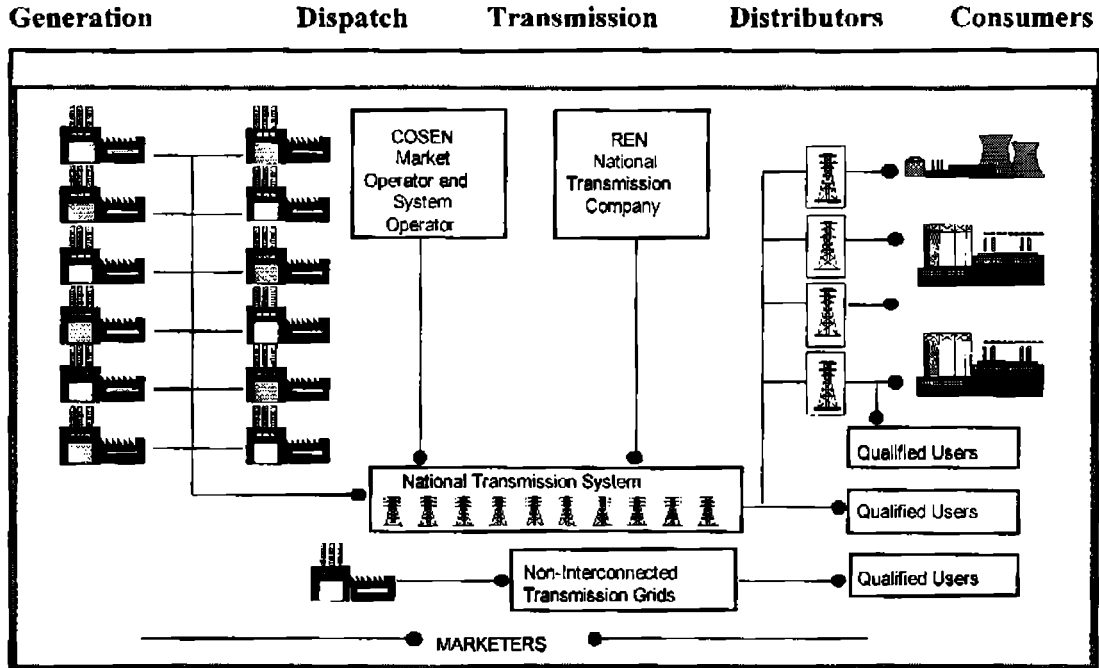 Generation Dispatch Transmission Distributors Consumers
COSEN
Market
Operator and
System
Operator
REN
National
Transmission
Company
Qualified Users
National Transmission System
Qualified Users
Non-Interconnected
Transmission Grids
Qualified Users
MARKETERS